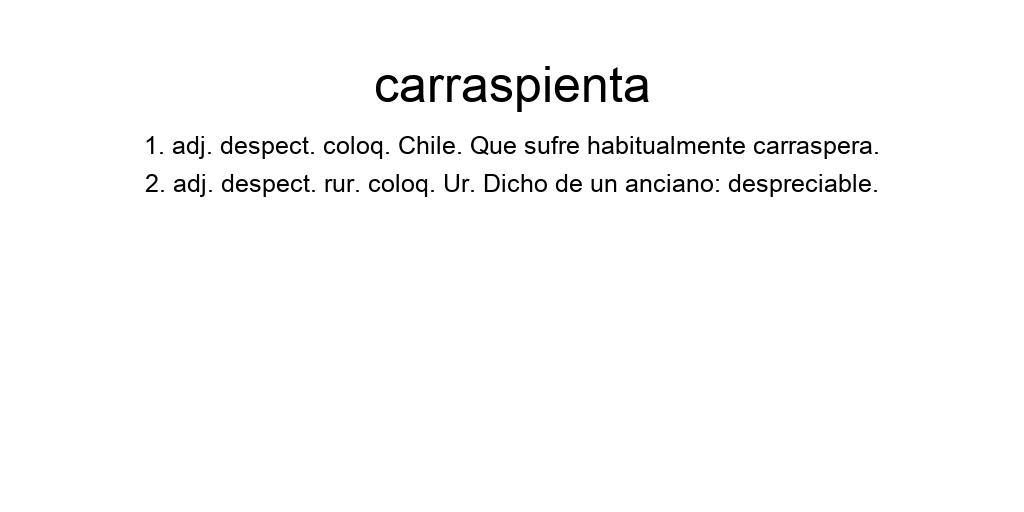 carraspienta
1. adj. despect. coloq. Chile. Que sufre habitualmente carraspera.
2. adj. despect. rur. coloq. Ur. Dicho de un anciano: despreciable.